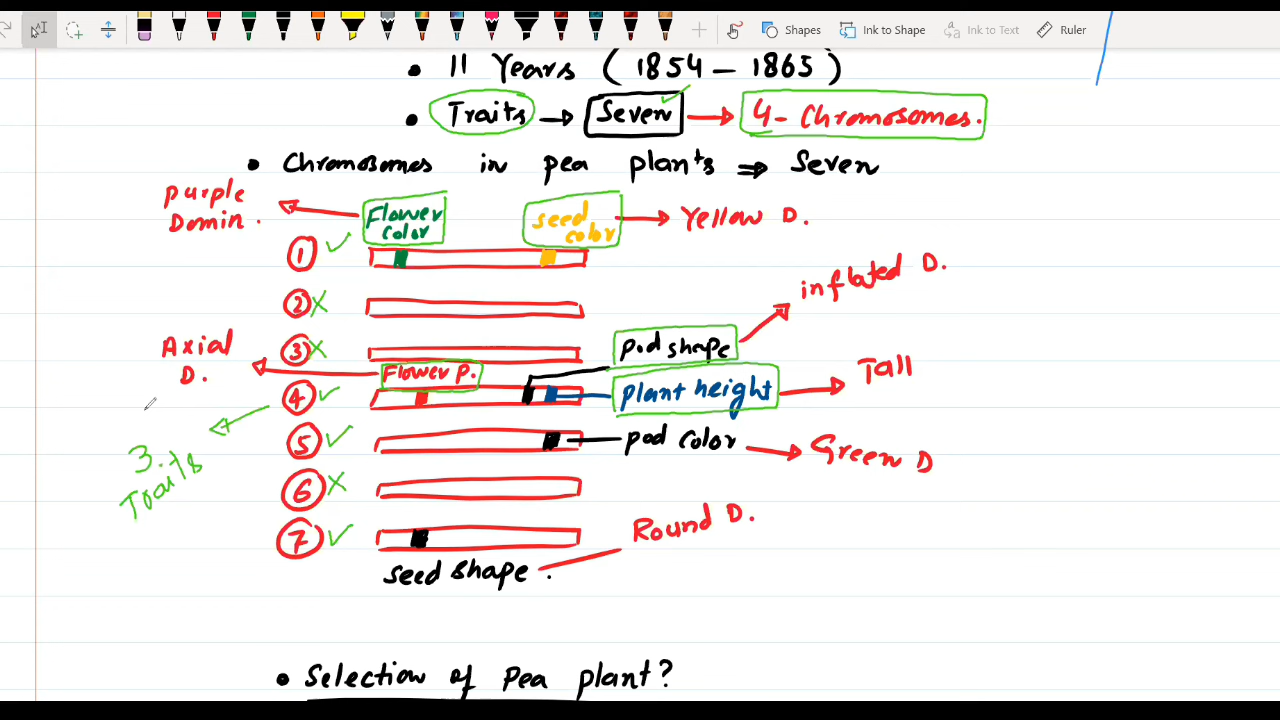 Shapes
Ink to Shape
Ink to Text
Ruler
• 11 Years (1854 – 1865)
• Traits → Seven → 4 - Chromosomes.
• Chromosomes in pea plants ⇒ Seven
Purple
Domin.
Flower
color
seed
color
Yellow D.
1
2
inflated D.
3
Axial
D.
pod shape
Flower P.
4
plant height
Tall
5
pod color
Green D
3.
Traits
6
7
Round D.
seed shape.
• Selection of Pea plant?